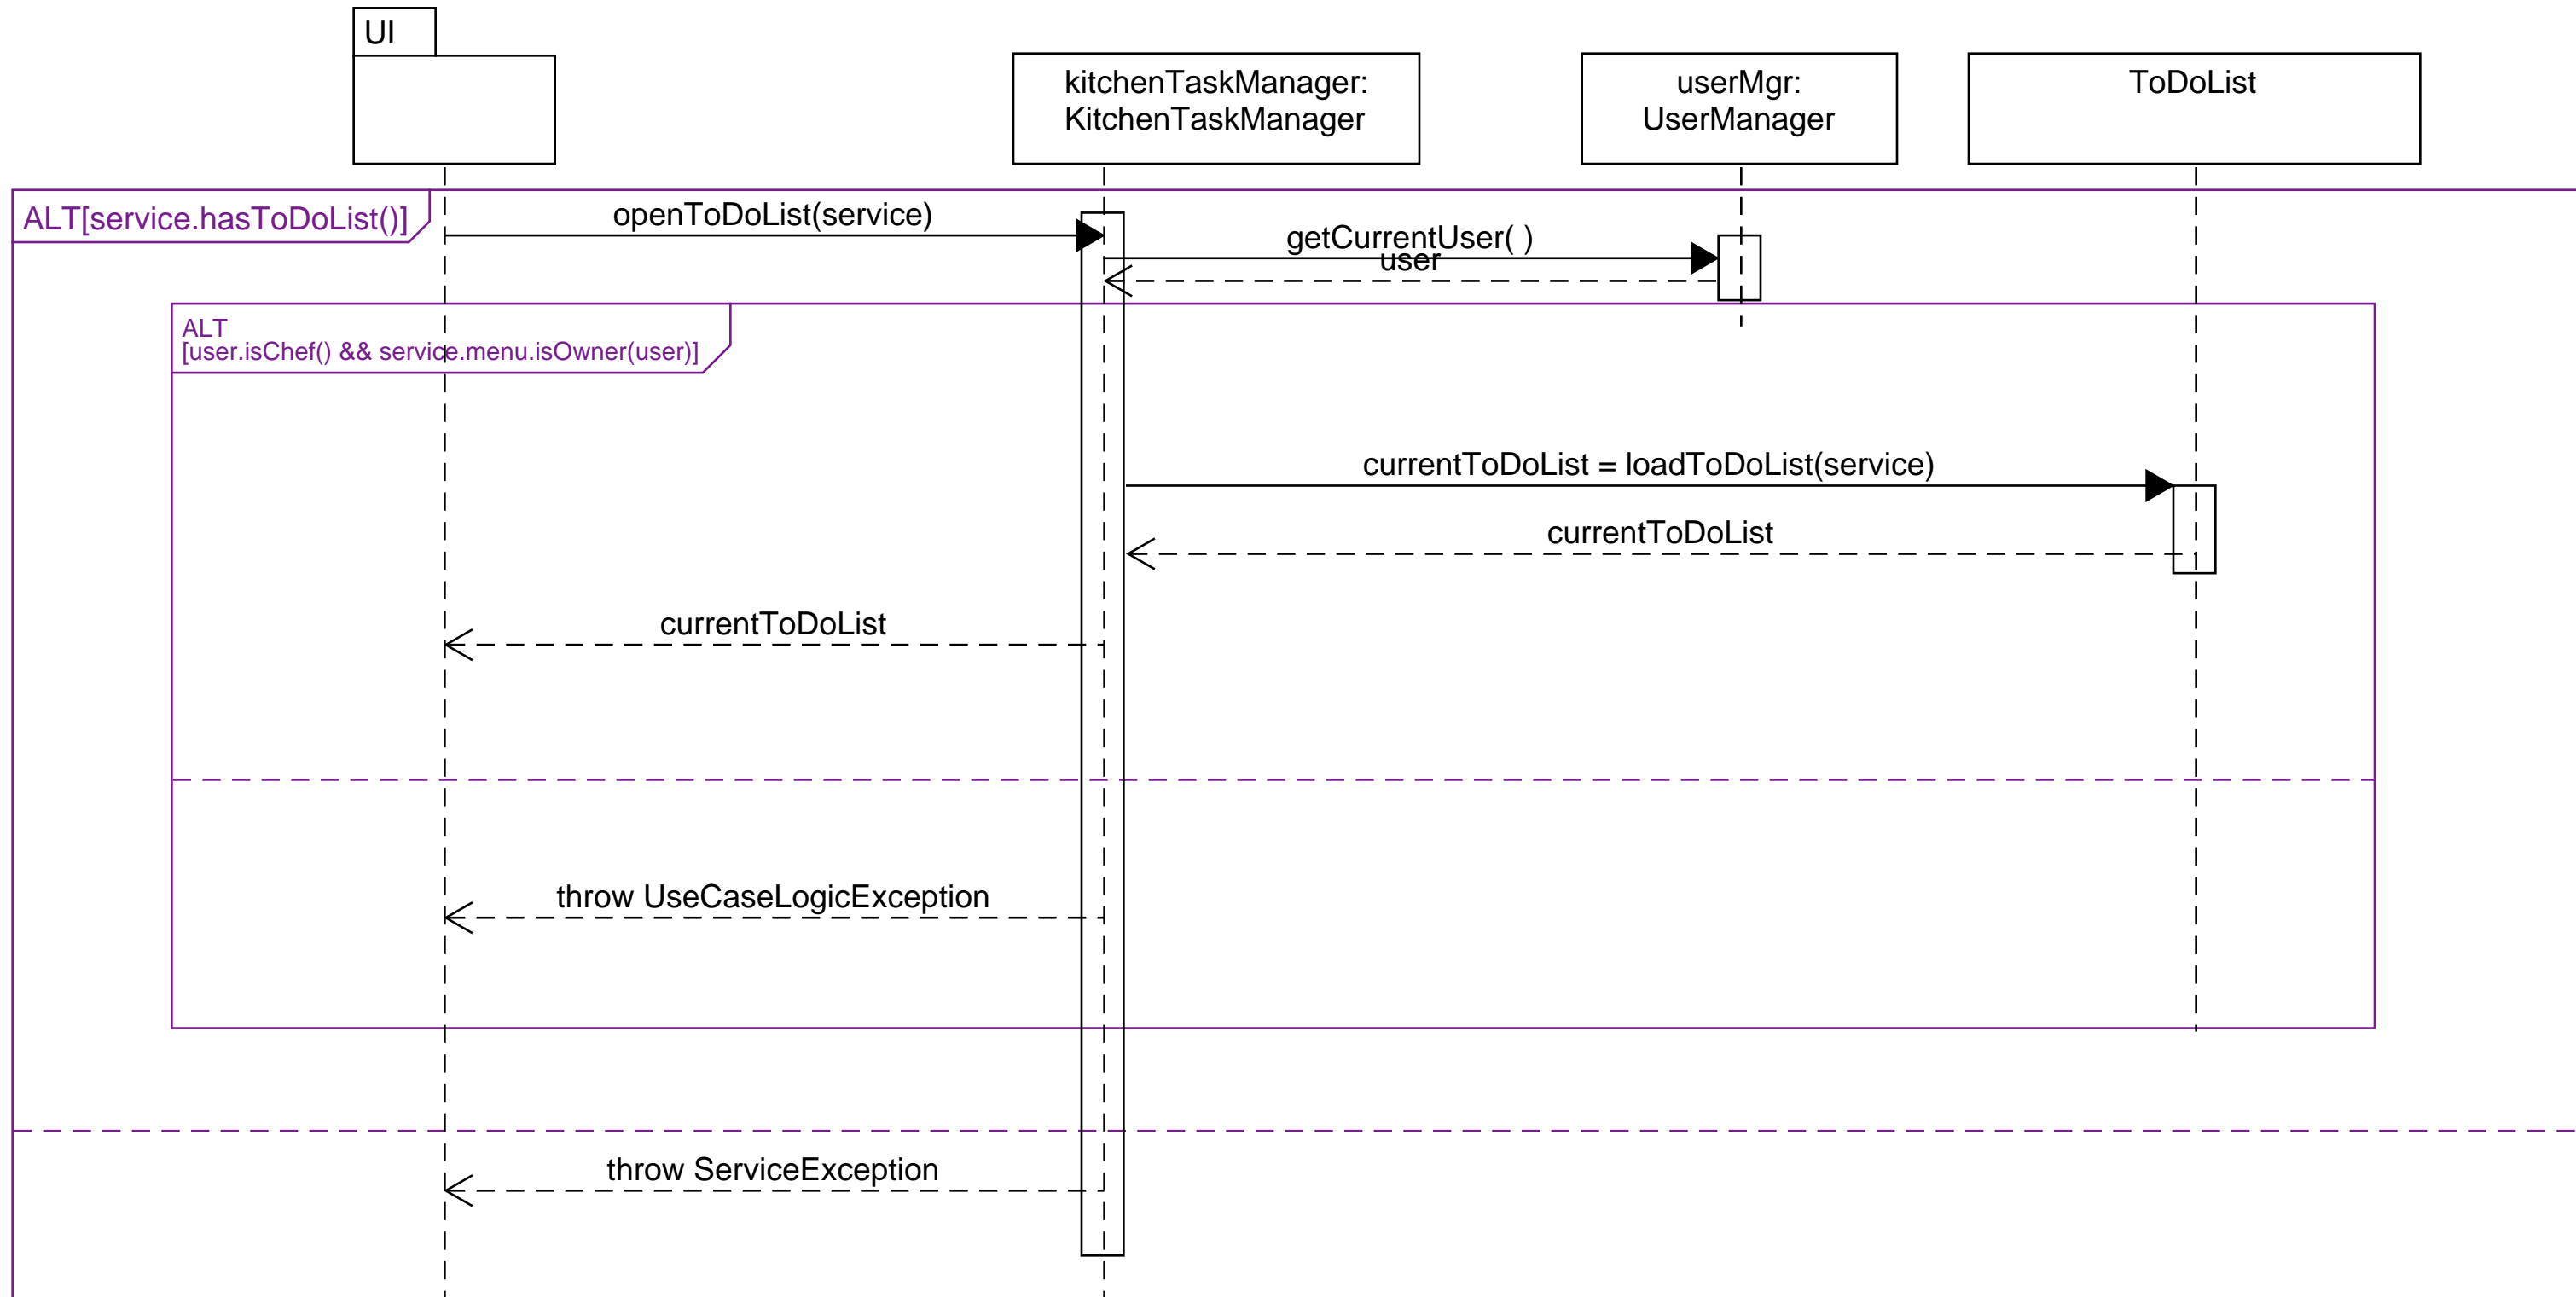 UI
kitchenTaskManager:
KitchenTaskManager
userMgr:
UserManager
ToDoList
ALT[service.hasToDoList()]
openToDoList(service)
getCurrentUser( )
user
ALT
[user.isChef() && service.menu.isOwner(user)]
currentToDoList = loadToDoList(service)
currentToDoList
currentToDoList
throw UseCaseLogicException
throw ServiceException